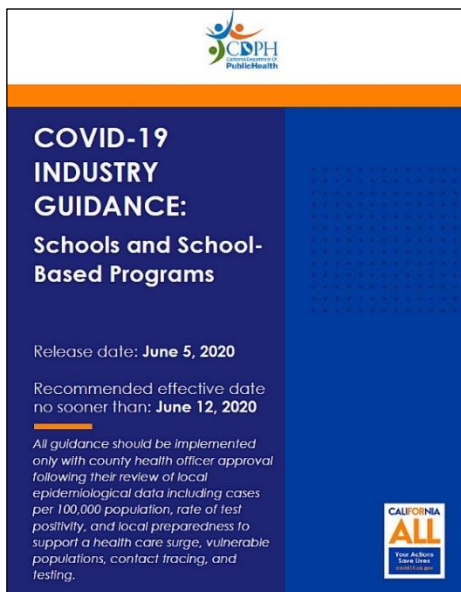 CDPH
California Department of
PublicHealth
COVID-19
INDUSTRY
GUIDANCE:
Schools and School-
Based Programs
Release date: June 5, 2020
Recommended effective date
no sooner than: June 12, 2020
All guidance should be implemented
only with county health officer approval
following their review of local
epidemiological data including cases
per 100,000 population, rate of test
positivity, and local preparedness to
support a health care surge, vulnerable
populations, contact tracing, and
testing.
CALIFORNIA
ALL
Your Actions
Save Lives
covid19.ca.gov